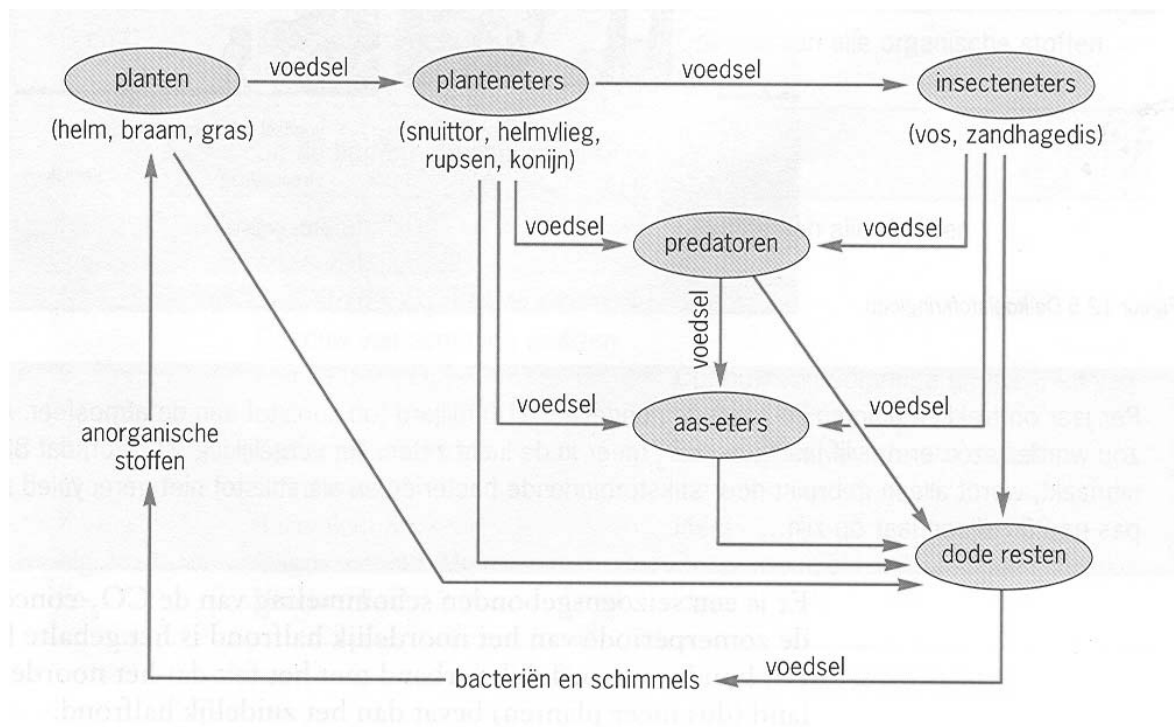 planten
voedsel
planteneters
voedsel
insecteneters
(helm, braam, gras)
(snuittor, helmvlieg,
rupsen, konijn)
(vos, zandhagedis)
voedsel
predatoren
voedsel
voedsel
voedsel
aas-eters
voedsel
anorganische
stoffen
dode resten
voedsel
bacteriën en schimmels